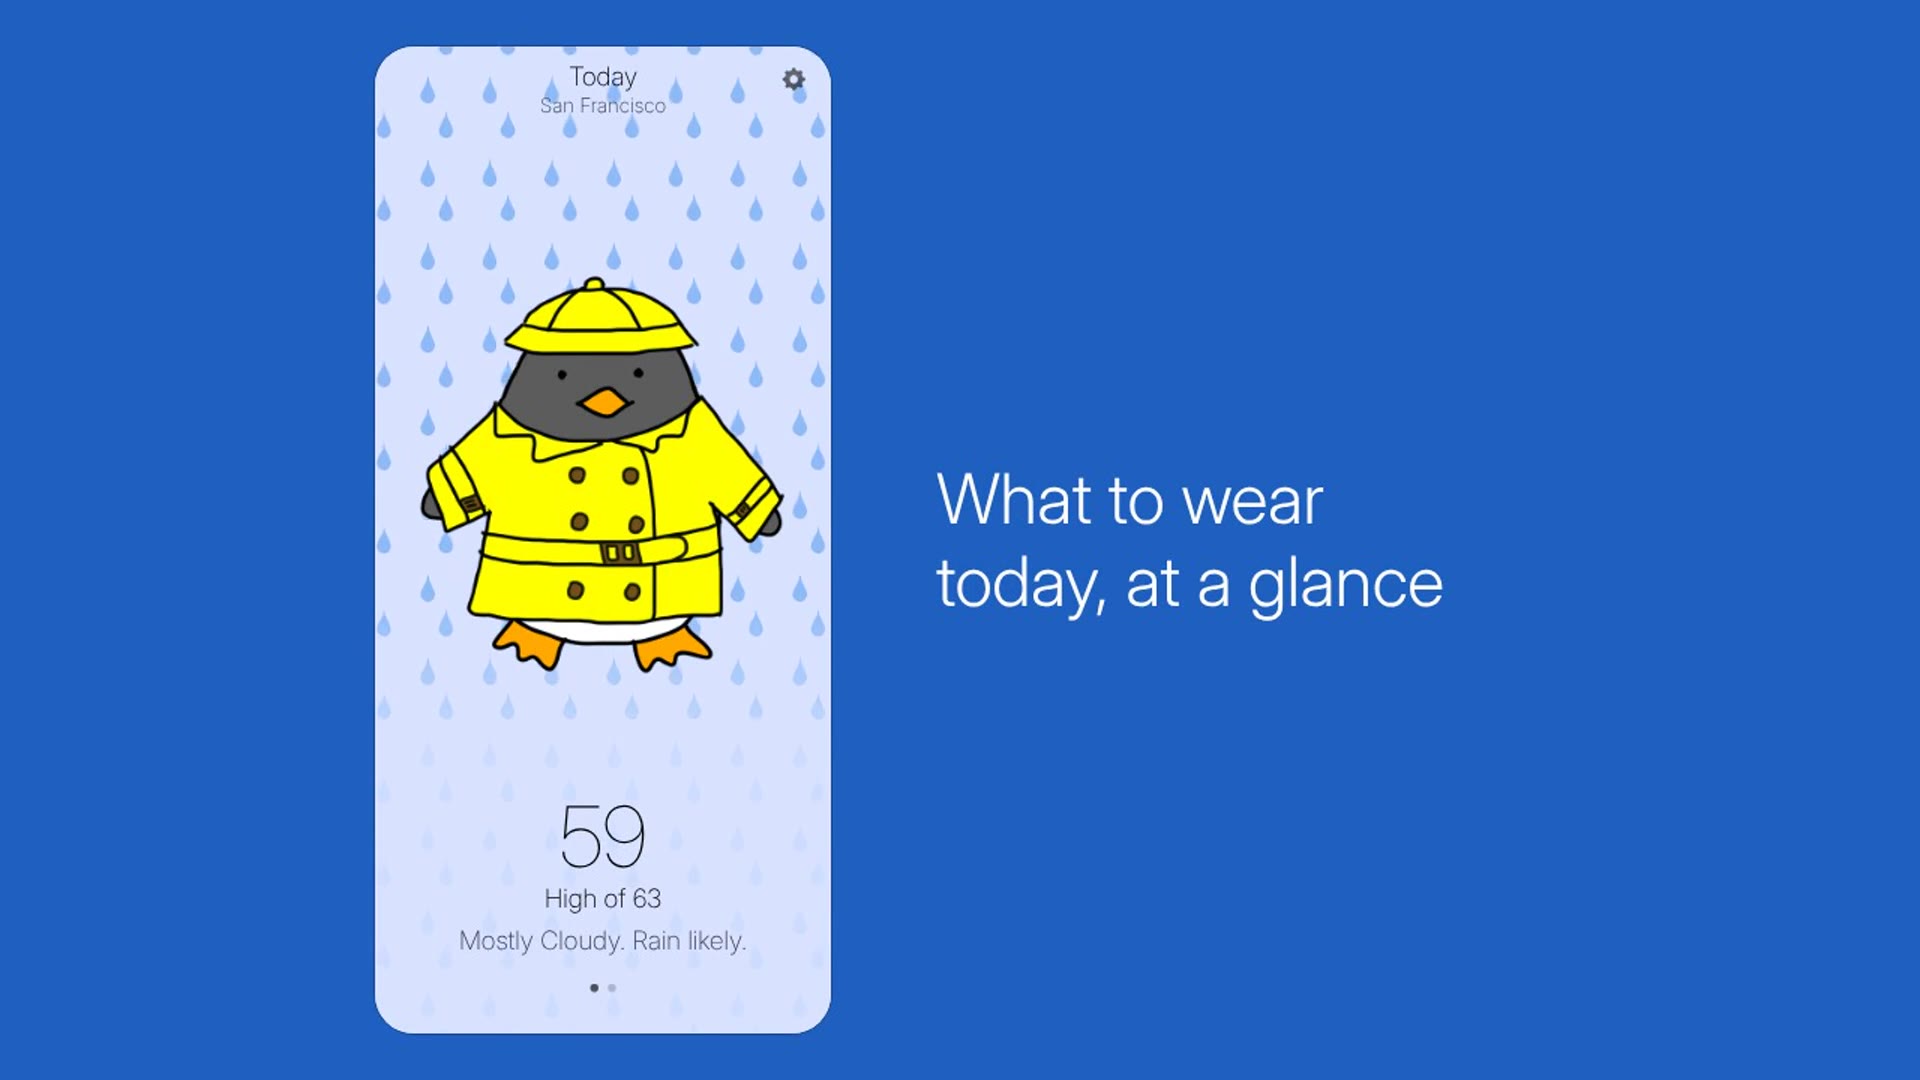 Today
San Francisco
What to wear
today, at a glance
59
High of 63
Mostly Cloudy. Rain likely.